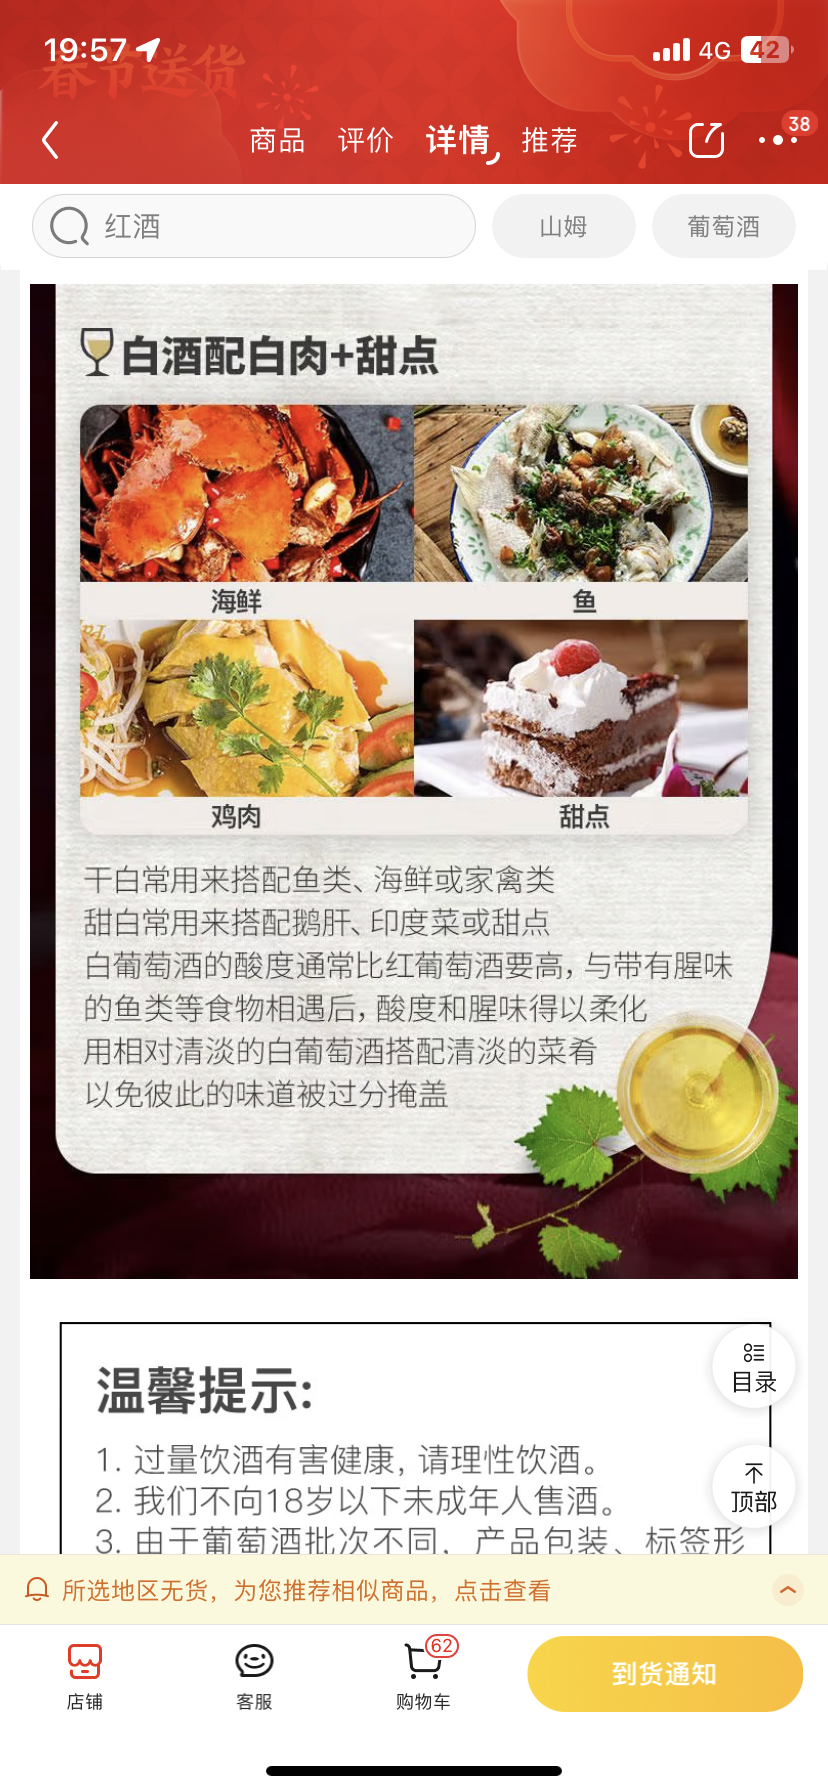 19:57
4G
42
春节送货
商品 评价 详情 推荐
38
红酒
山姆
葡萄酒
白酒配白肉+甜点
海鲜
鱼
鸡肉
甜点
干白常用来搭配鱼类、海鲜或家禽类
甜白常用来搭配鹅肝、印度菜或甜点
白葡萄酒的酸度通常比红葡萄酒要高,与带有腥味
的鱼类等食物相遇后,酸度和腥味得以柔化
用相对清淡的白葡萄酒搭配清淡的菜肴
以免彼此的味道被过分掩盖
温馨提示:
目录
1. 过量饮酒有害健康, 请理性饮酒。
2. 我们不向18岁以下未成年人售酒。
顶部
3. 由于葡萄酒批次不同, 产品包装、标签形
所选地区无货, 为您推荐相似商品, 点击查看
62
店铺
客服
购物车
到货通知